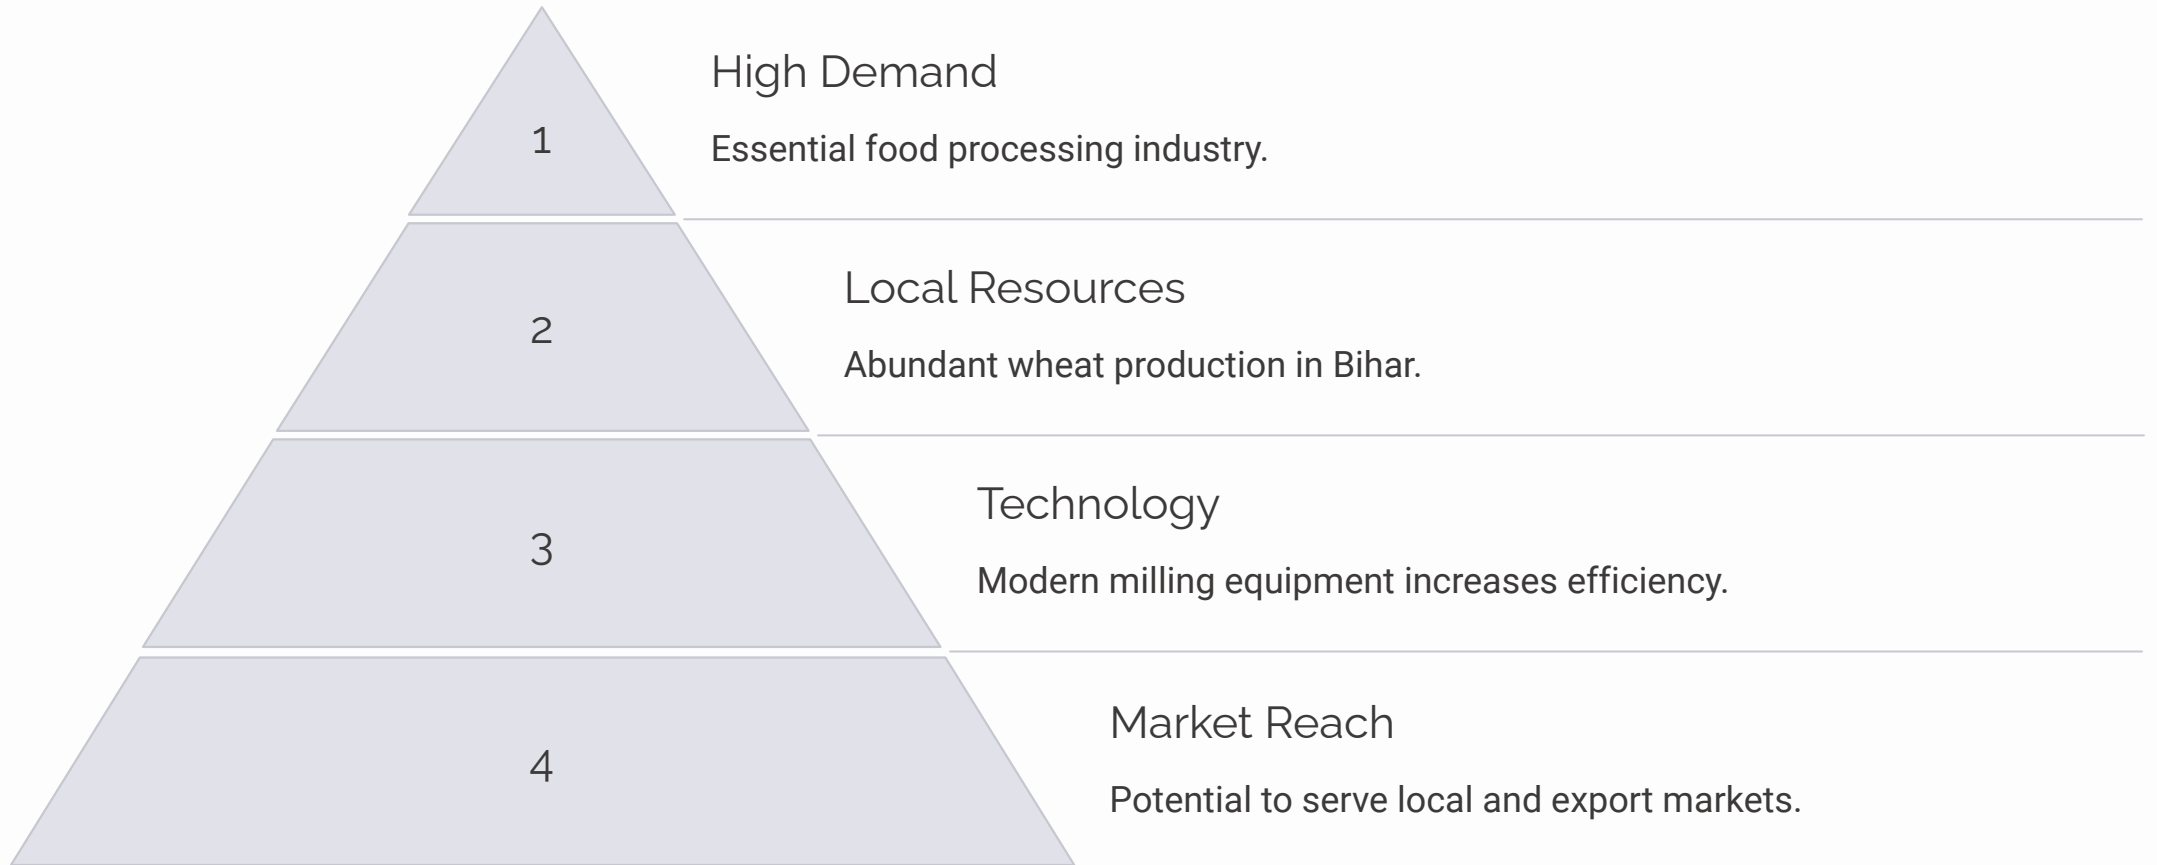 1
High Demand
Essential food processing industry.
2
Local Resources
Abundant wheat production in Bihar.
3
Technology
Modern milling equipment increases efficiency.
4
Market Reach
Potential to serve local and export markets.